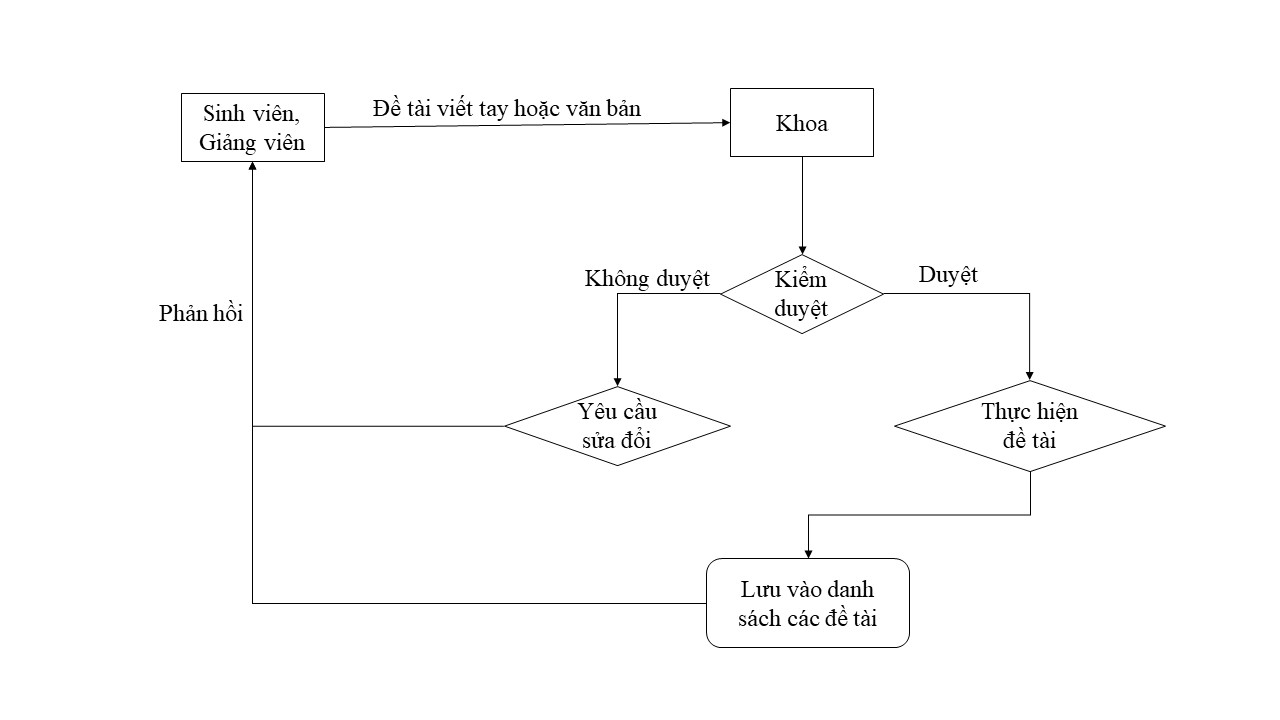 Sinh viên,
Giảng viên
Đề tài viết tay hoặc văn bản
Khoa
Không duyệt
Kiểm
duyệt
Duyệt
Phản hồi
Yêu cầu
sửa đổi
Thực hiện
đề tài
Lưu vào danh
sách các đề tài